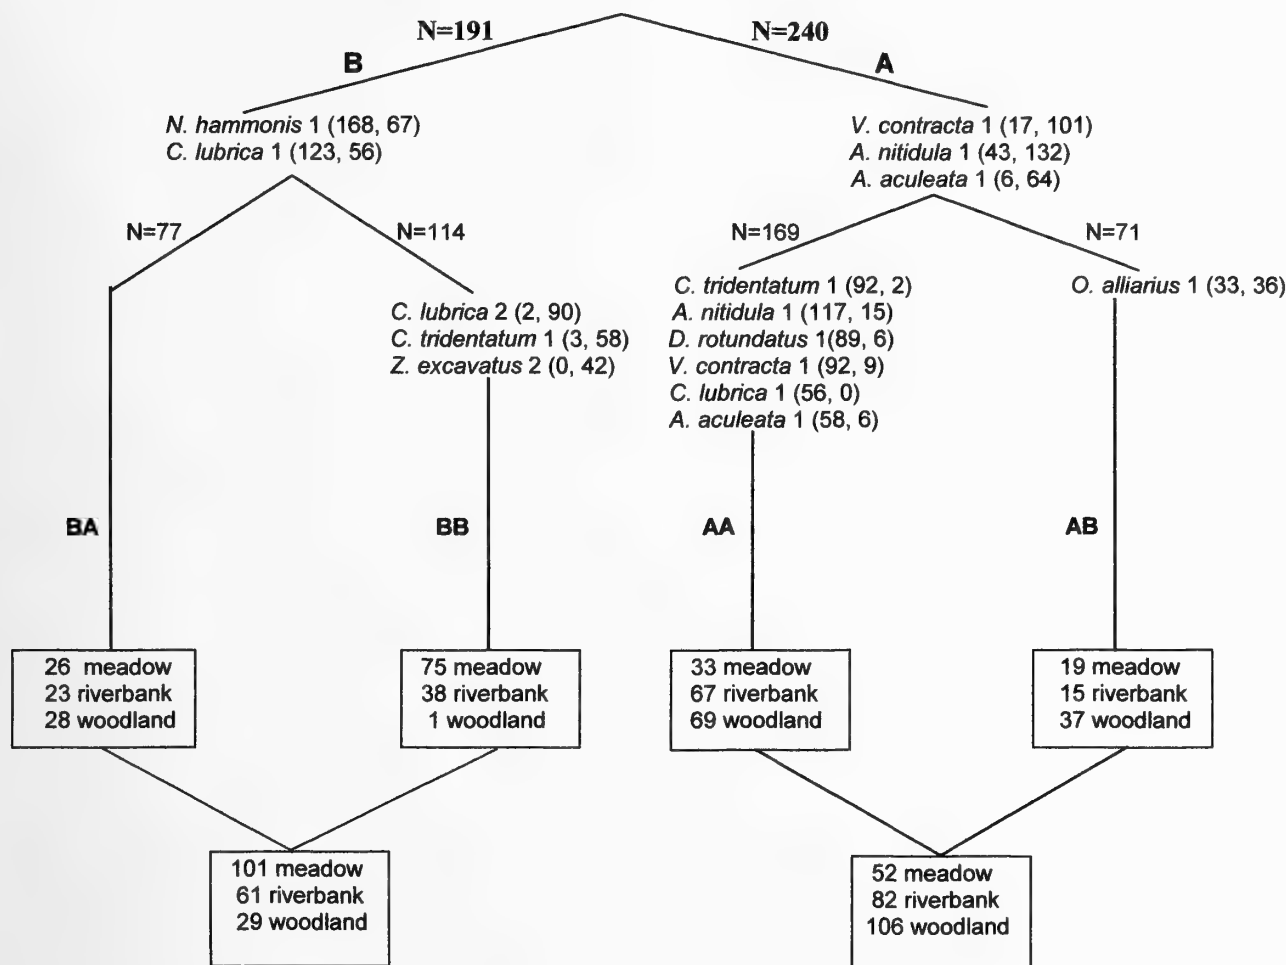 N=191
N=240
B
A
N. hammonis 1 (168, 67)
C. lubrica 1 (123, 56)
V. contracta 1 (17, 101)
A. nitidula 1 (43, 132)
A. aculeata 1 (6, 64)
N=77
N=114
N=169
N=71
C. lubrica 2 (2, 90)
C. tridentatum 1 (3, 58)
Z. excavatus 2 (0, 42)
C. tridentatum 1 (92, 2)
A. nitidula 1 (117, 15)
D. rotundatus 1(89, 6)
V. contracta 1 (92, 9)
C. lubrica 1 (56, 0)
A. aculeata 1 (58, 6)
O. alliarius 1 (33, 36)
BA
BB
AA
AB
26 meadow
23 riverbank
28 woodland
75 meadow
38 riverbank
1 woodland
33 meadow
67 riverbank
69 woodland
19 meadow
15 riverbank
37 woodland
101 meadow
61 riverbank
29 woodland
52 meadow
82 riverbank
106 woodland